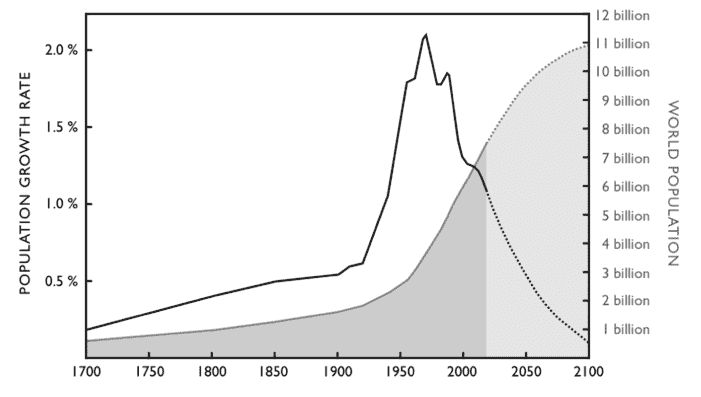 POPULATION GROWTH RATE
2.0 %
1.5 %
1.0 %
0.5 %
12 billion
11 billion
10 billion
9 billion
8 billion
7 billion
6 billion
5 billion
4 billion
3 billion
2 billion
1 billion
WORLD POPULATION
1700 1750 1800 1850 1900 1950 2000 2050 2100